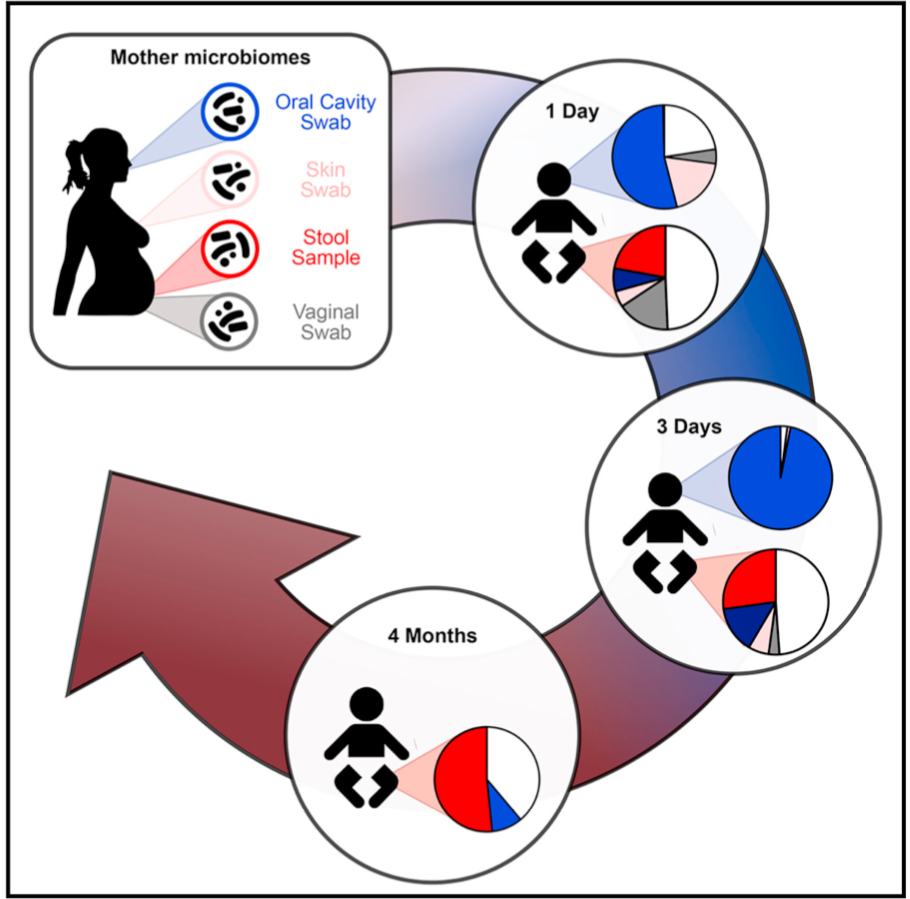 Mother microbiomes
Oral Cavity
Swab
Skin
Swab
Stool
Sample
Vaginal
Swab
1 Day
3 Days
4 Months